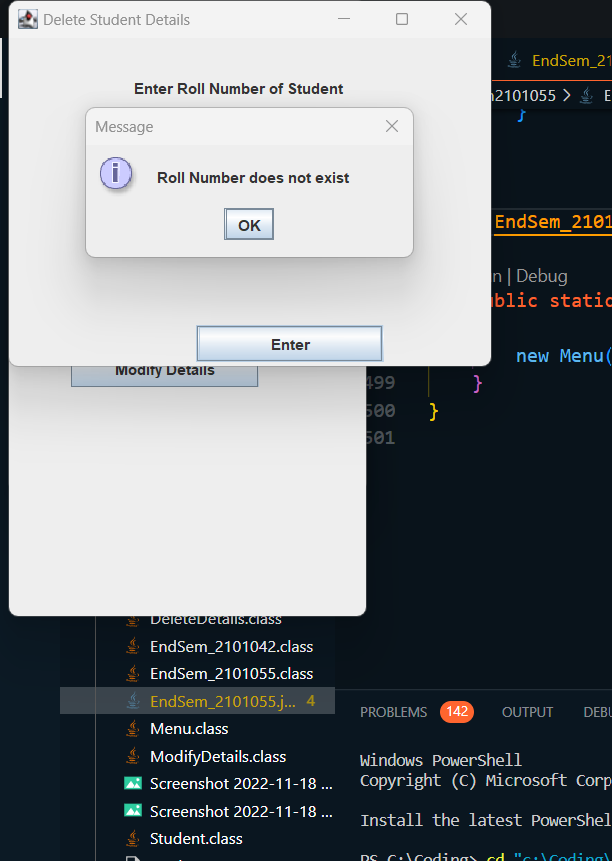 Delete Student Details
Enter Roll Number of Student
Message
i
Roll Number does not exist
OK
Enter
Modify Details
EndSem_21
n2101055 > E
}
EndSem_2101
n | Debug
ublic static
new Menu(
499
}
500
}
501
DeleteDetails.class
EndSem_2101042.class
EndSem_2101055.class
EndSem_2101055.j... 4
Menu.class
ModifyDetails.class
Screenshot 2022-11-18 ...
Screenshot 2022-11-18 ...
Student.class
PROBLEMS 142 OUTPUT DEBU
Windows PowerShell
Copyright (C) Microsoft Corp
Install the latest PowerShel
PS C:\Coding> cd "c:\Coding\